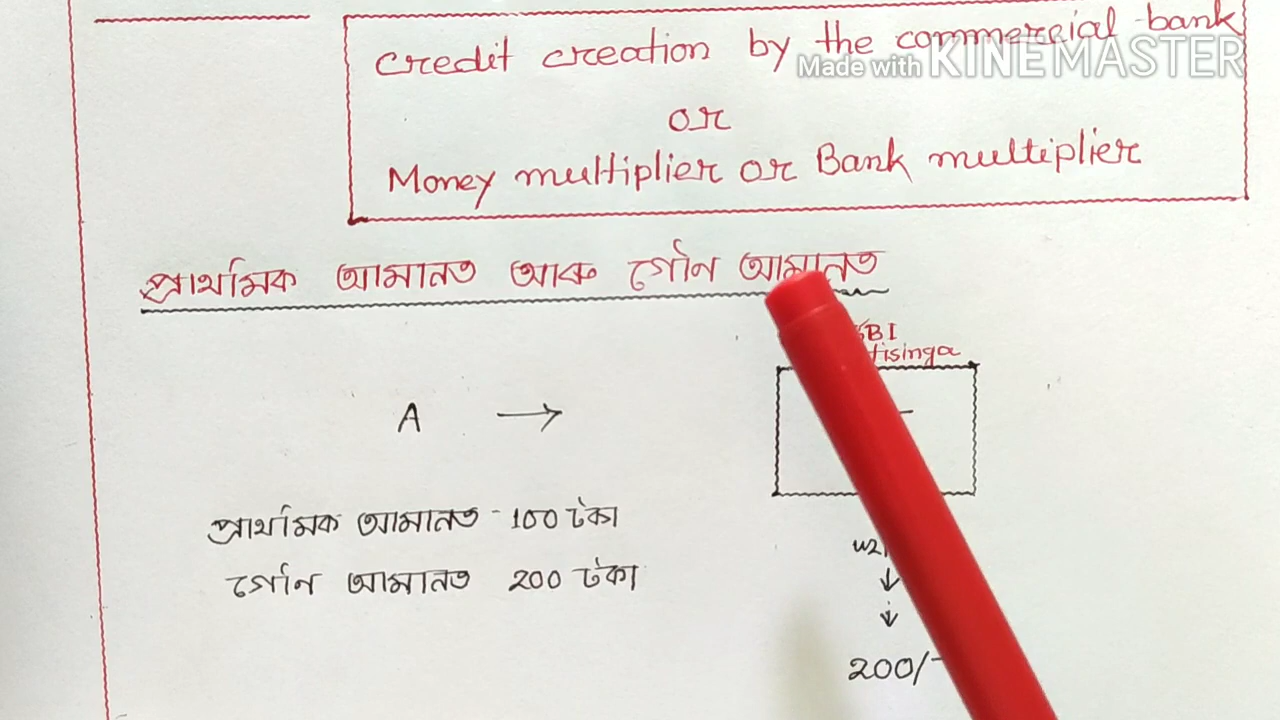 Credit creation by the commercial bank
Made with KINEMASTER
or
Money multiplier or Bank multiplier
প্ৰাথমিক আমানত আৰু গৌন আমানত
SBI
A →
প্ৰাথমিক আমানত - 100 টকা
গৌন আমানত 200 টকা
↓
↓
200/-